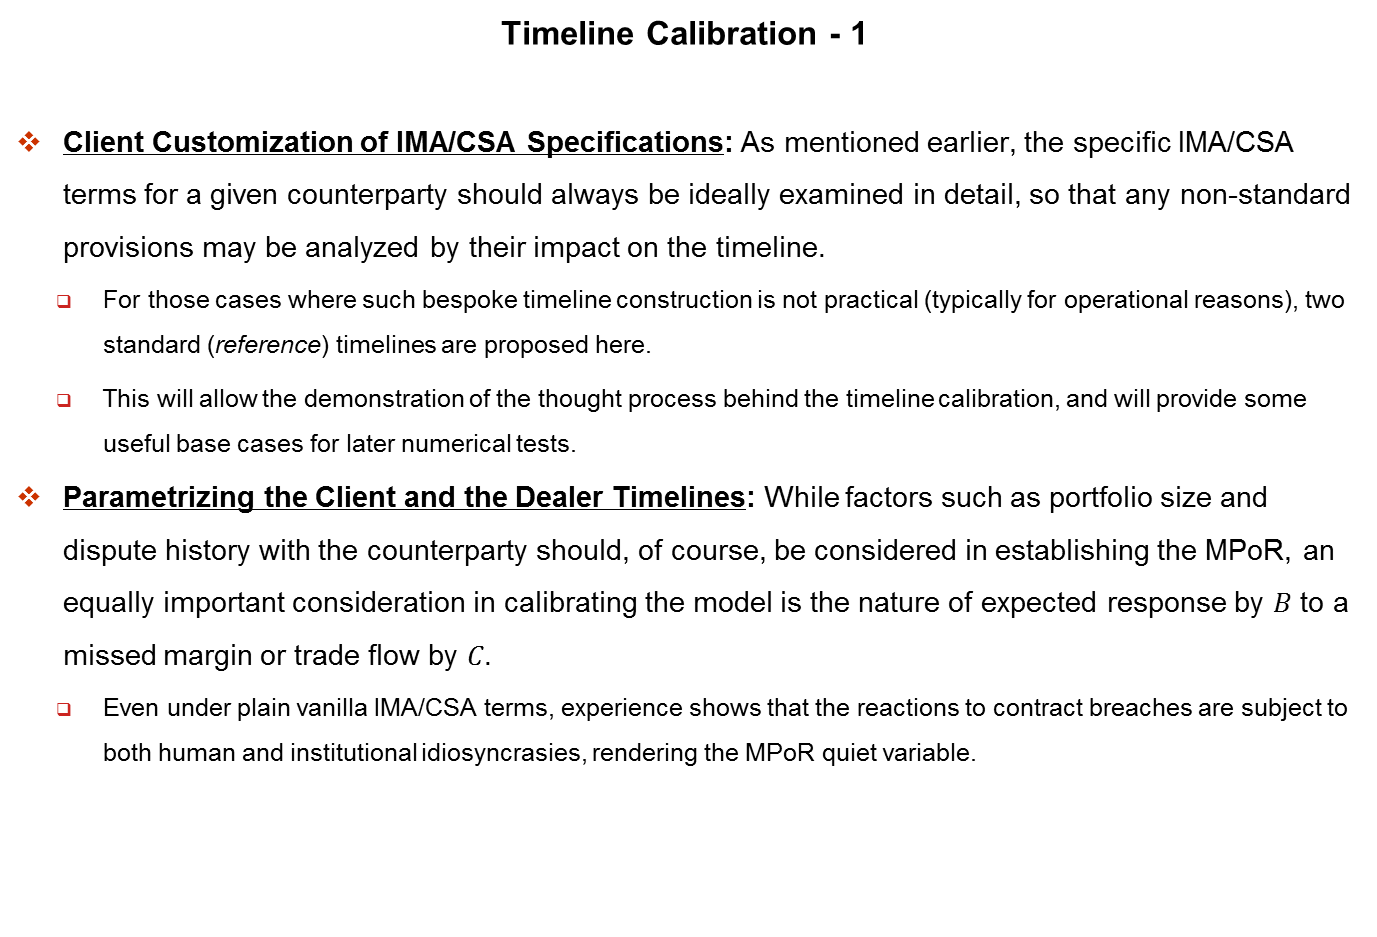 Timeline Calibration - 1
Client Customization of IMA/CSA Specifications: As mentioned earlier, the specific IMA/CSA
terms for a given counterparty should always be ideally examined in detail, so that any non-standard
provisions may be analyzed by their impact on the timeline.
For those cases where such bespoke timeline construction is not practical (typically for operational reasons), two
standard (reference) timelines are proposed here.
This will allow the demonstration of the thought process behind the timeline calibration, and will provide some
useful base cases for later numerical tests.
Parametrizing the Client and the Dealer Timelines: While factors such as portfolio size and
dispute history with the counterparty should, of course, be considered in establishing the MPoR, an
equally important consideration in calibrating the model is the nature of expected response by B to a
missed margin or trade flow by C.
Even under plain vanilla IMA/CSA terms, experience shows that the reactions to contract breaches are subject to
both human and institutional idiosyncrasies, rendering the MPoR quiet variable.